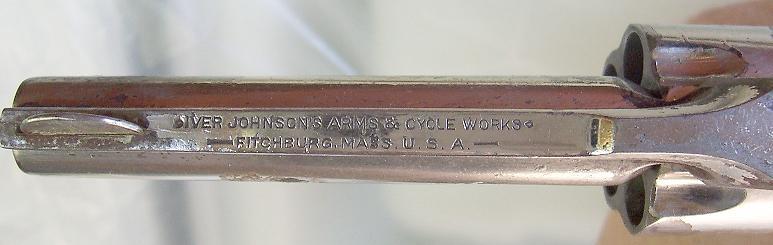 IVER JOHNSON'S ARMS & CYCLE WORKS
FITCHBURG, MASS. U. S. A.